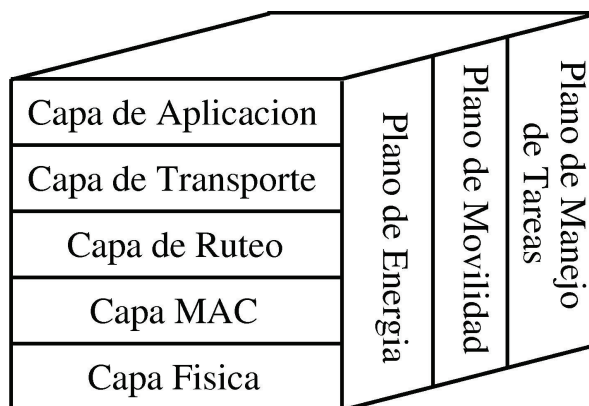 Capa de Aplicacion
Capa de Transporte
Capa de Ruteo
Capa MAC
Capa Fisica
Plano de Energia
Plano de Movilidad
Plano de Manejo
de Tareas